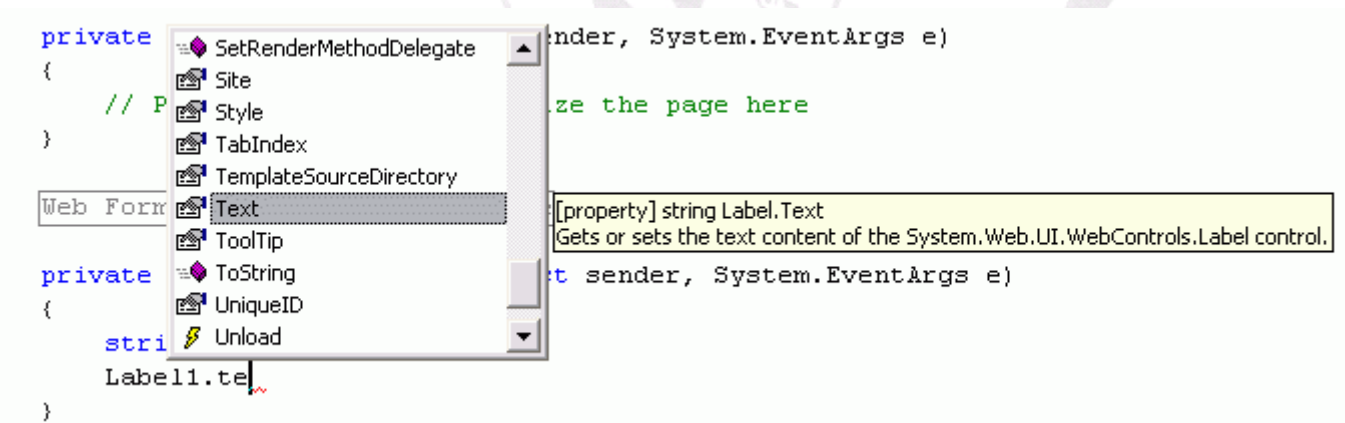 private ender, System.EventArgs e)
SetRenderMethodDelegate
{
Site
// P ze the page here
Style
}
TabIndex
TemplateSourceDirectory
Web Form
Text
[property] string Label.Text
ToolTip
Gets or sets the text content of the System.Web.UI.WebControls.Label control.
private t sender, System.EventArgs e)
ToString
{
UniqueID
stri
Unload
Label1.te
}